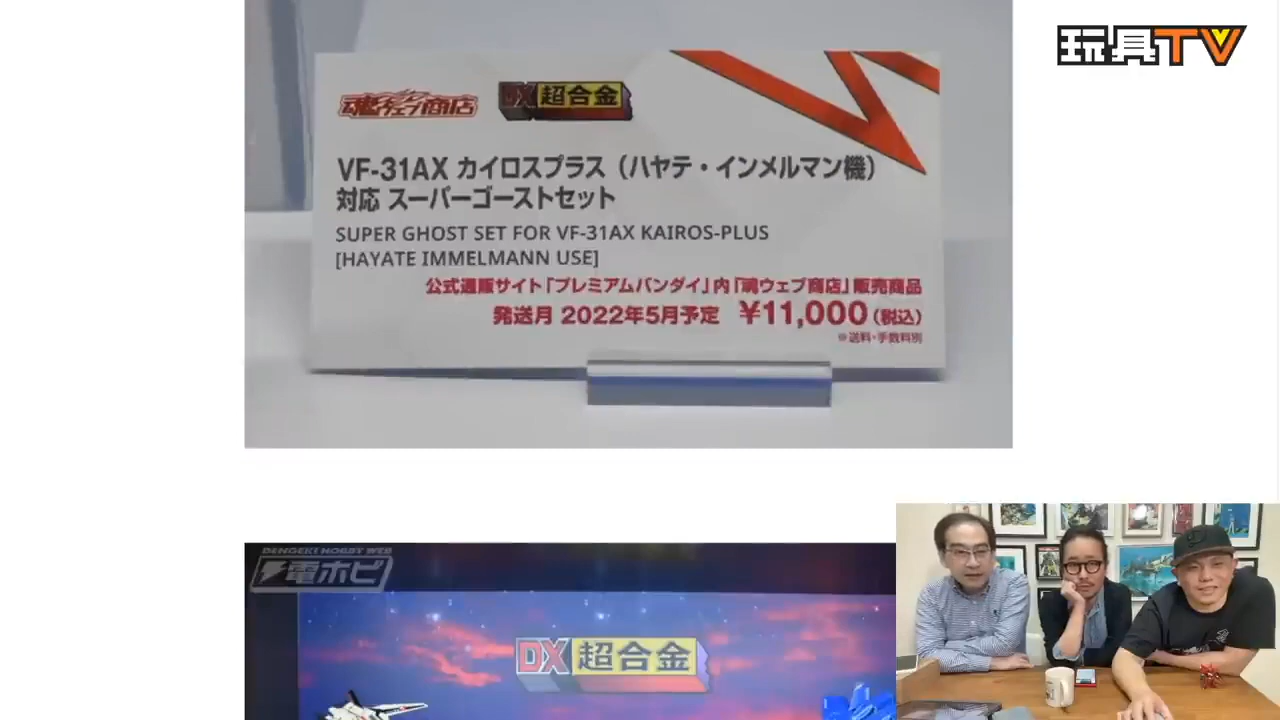 玩具TV
魂ウェブ商店 DX超合金
VF-31AX カイロスプラス（ハヤテ・インメルマン機）
対応 スーパーゴーストセット
SUPER GHOST SET FOR VF-31AX KAIROS-PLUS
[HAYATE IMMELMANN USE]
公式通販サイト「プレミアムバンダイ」内「魂ウェブ商店」販売商品
発送月 2022年5月予定 ¥11,000（税込）
※送料・手数料別
DENGEKI HOBBY WEB
電ホビ
DX超合金